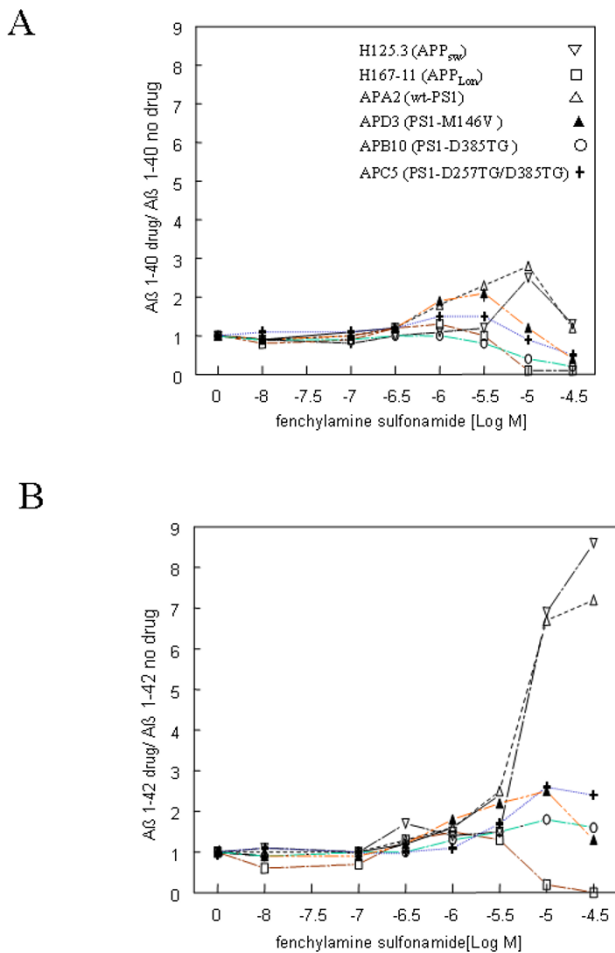 A
9
8
7
6
5
4
3
2
1
0
Aß 1-40 drug/ Aß 1-40 no drug
H125.3 (APPsw)
H167-11 (APPLon)
APA2 (wt-PS1)
APD3 (PS1-M146V)
APB10 (PS1-D385TG)
APC5 (PS1-D257TG/D385TG)
0 -8 -7.5 -7 -6.5 -6 -5.5 -5 -4.5
fenchylamine sulfonamide [Log M]
B
9
8
7
6
5
4
3
2
1
0
Aß 1-42 drug/ Aß 1-42 no drug
0 -8 -7.5 -7 -6.5 -6 -5.5 -5 -4.5
fenchylamine sulfonamide[Log M]